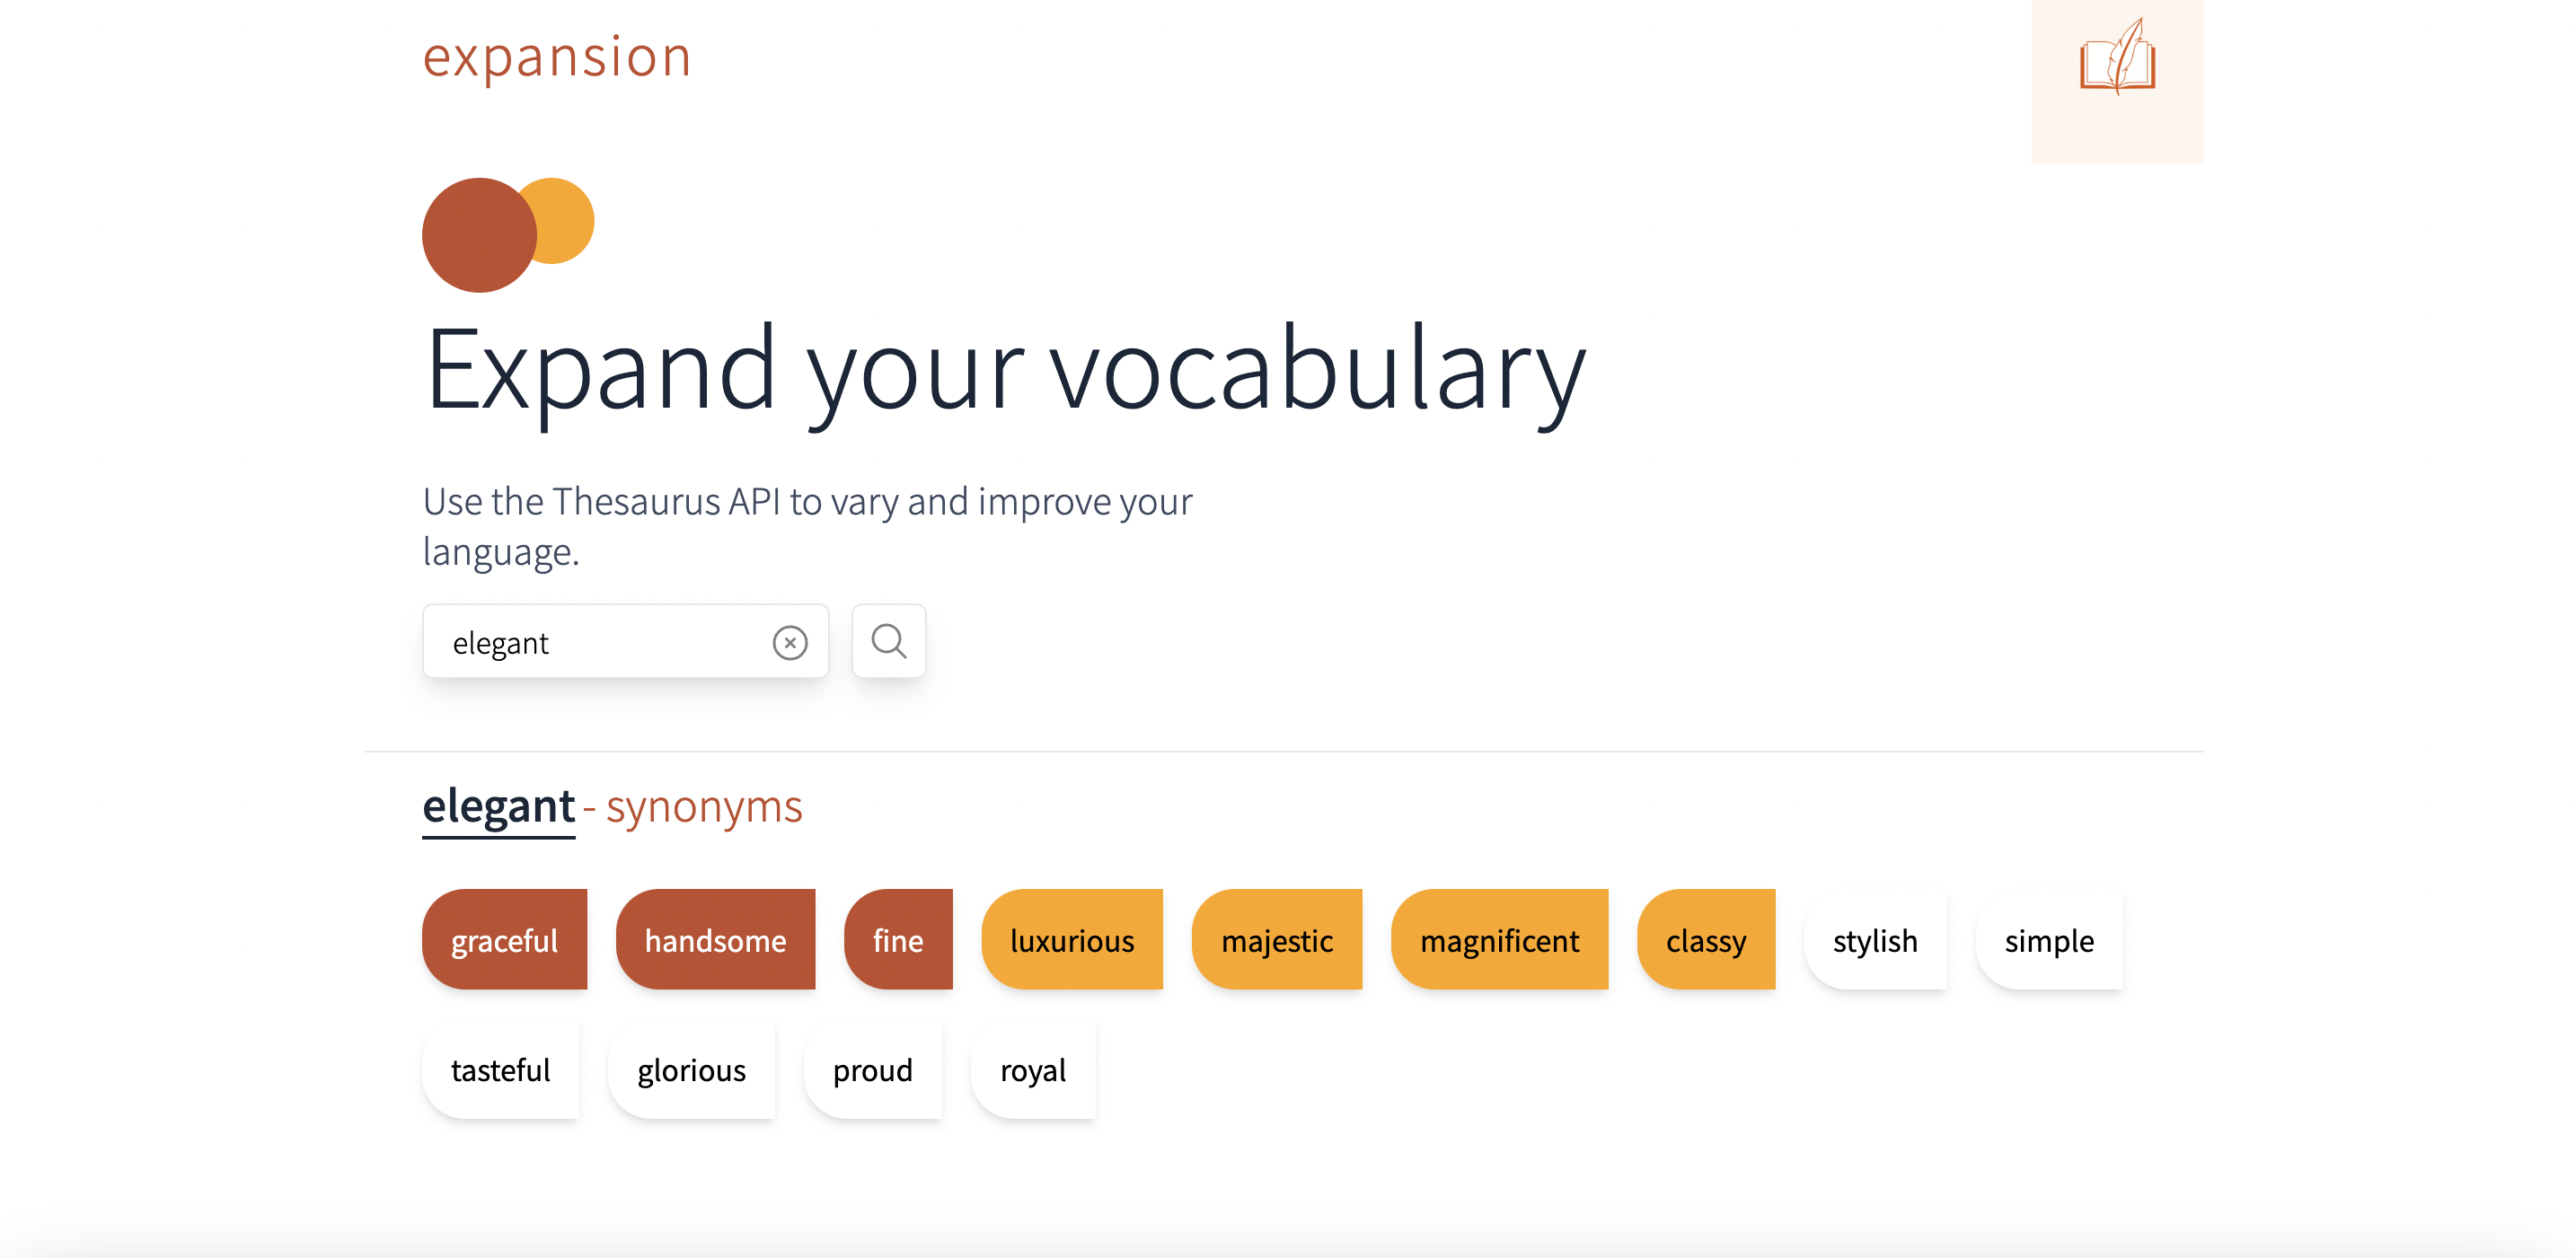 expansion
Expand your vocabulary
Use the Thesaurus API to vary and improve your
language.
elegant
elegant - synonyms
graceful handsome fine luxurious majestic magnificent classy stylish simple
tasteful glorious proud royal